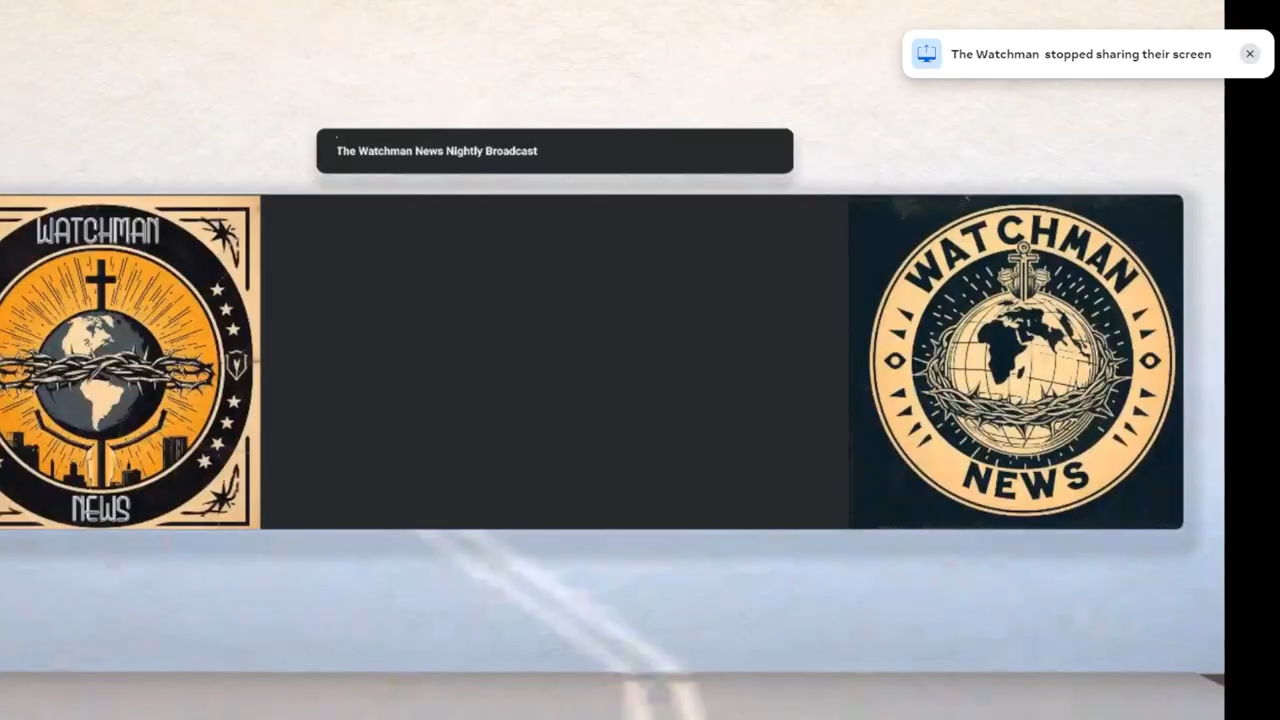 The Watchman stopped sharing their screen
The Watchman News Nightly Broadcast
WATCHMAN
NEWS
WATCHMAN
NEWS